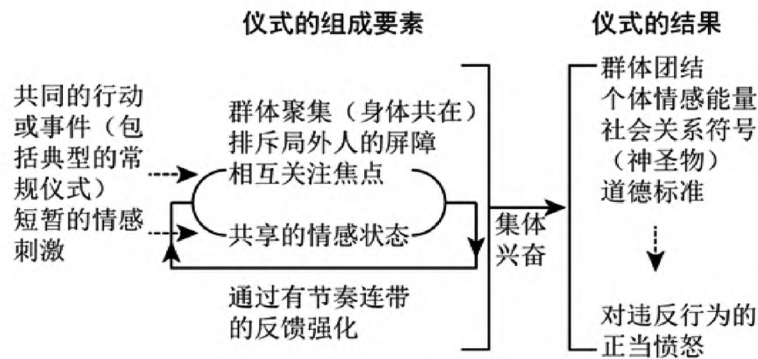 仪式的组成要素
仪式的结果
共同的行动
或事件（包
括典型的常
规仪式）
短暂的情感
刺激
群体聚集（身体共在）
排斥局外人的屏障
相互关注焦点
共享的情感状态
通过有节奏连带
的反馈强化
集体
兴奋
群体团结
个体情感能量
社会关系符号
（神圣物）
道德标准
对违反行为的
正当愤怒